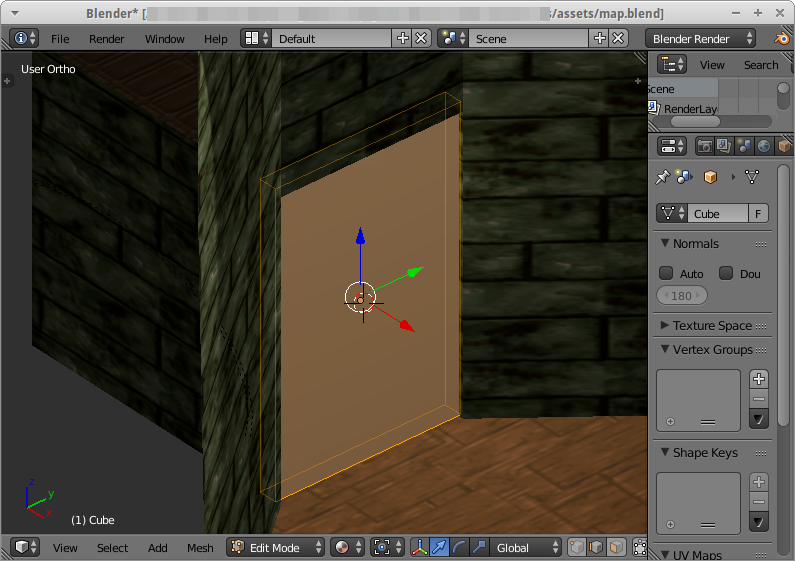 Blender* [ s/assets/map.blend]
File Render Window Help Default Scene Blender Render
User Ortho
View Search
Scene
RenderLay
Cube F
Normals
Auto Dou
180
Texture Space
Vertex Groups
Shape Keys
UV Maps
z
y
x
(1) Cube
View Select Add Mesh Edit Mode Global